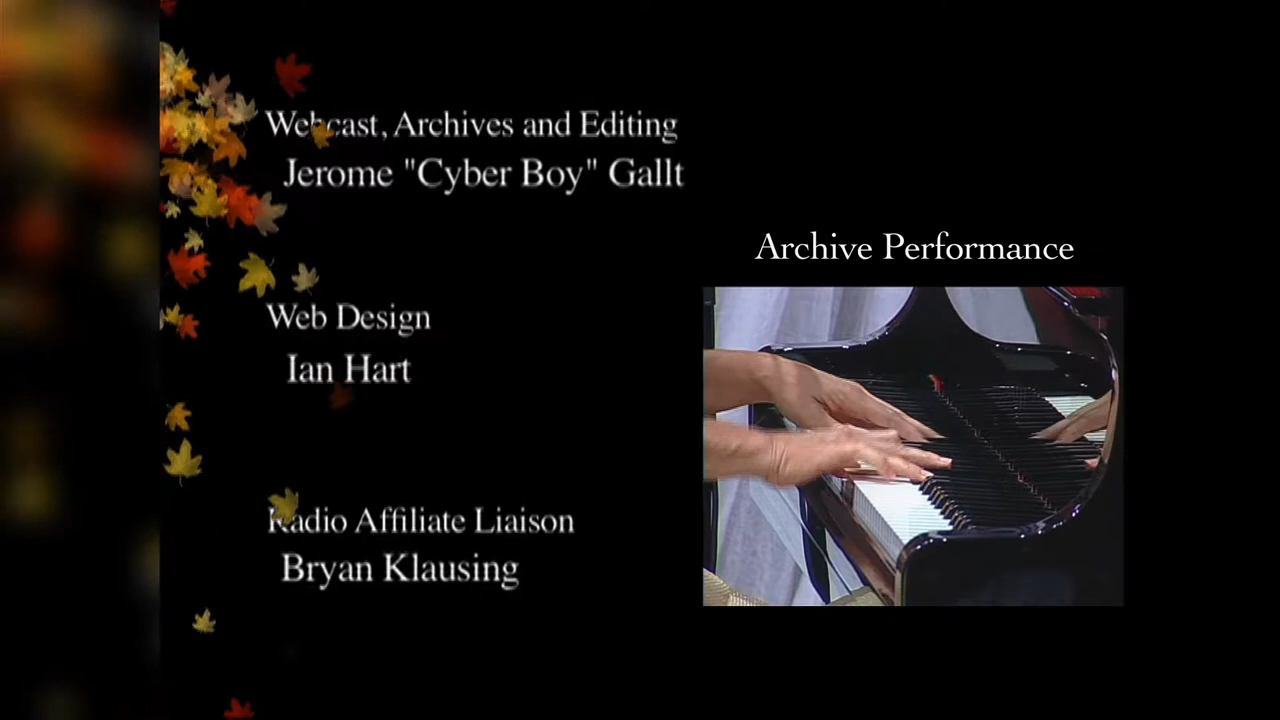 Webcast, Archives and Editing
Jerome "Cyber Boy" Gallt
Archive Performance
Web Design
Ian Hart
Radio Affiliate Liaison
Bryan Klausing